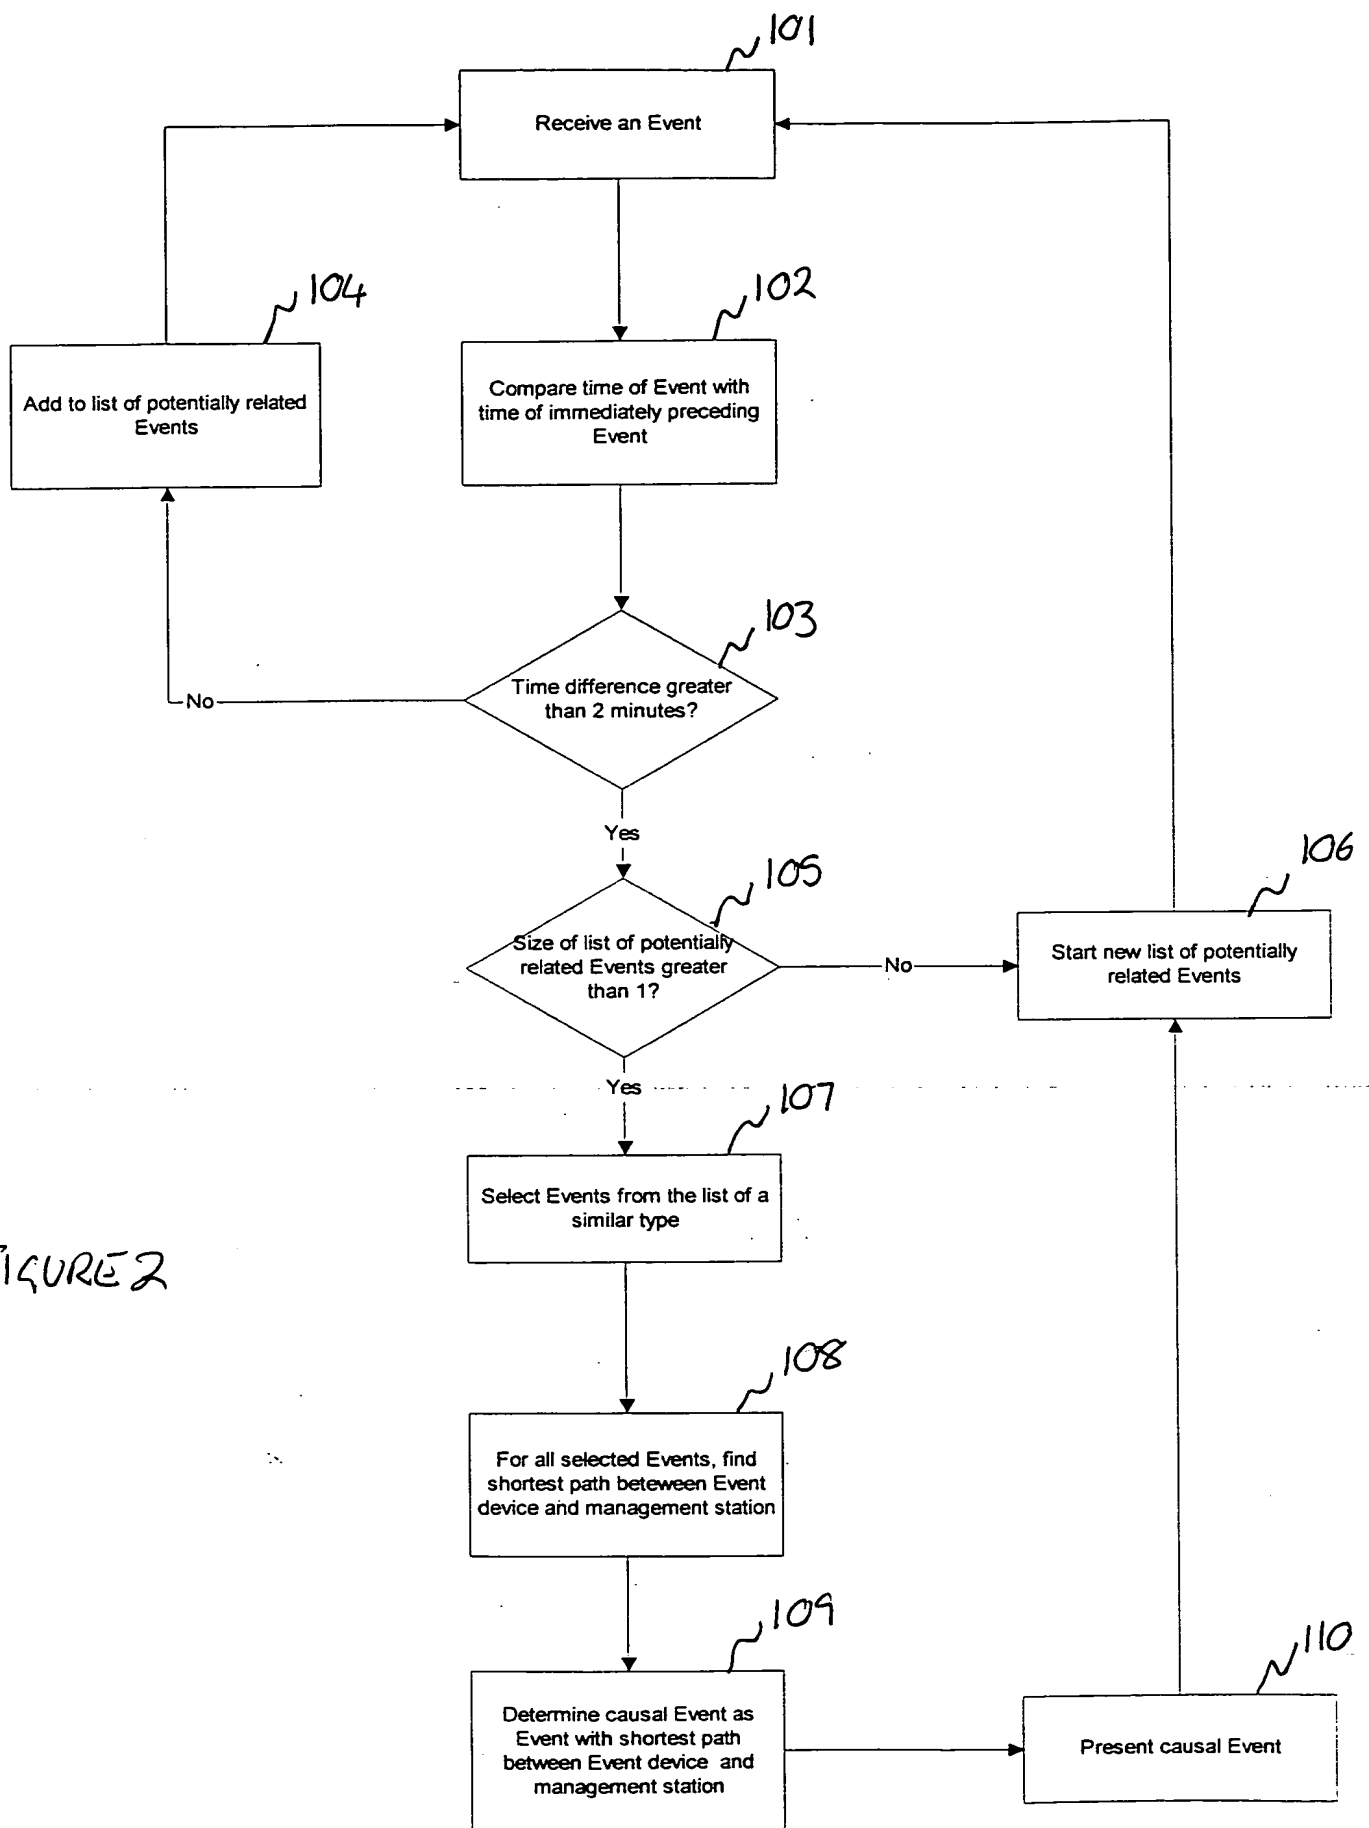 101
Receive an Event
104
102
Add to list of potentially related
Events
Compare time of Event with
time of immediately preceding
Event
103
Time difference greater
than 2 minutes?
No
Yes
105
106
Size of list of potentially
related Events greater
than 1?
No
Start new list of potentially
related Events
Yes
107
Select Events from the list of a
similar type
FIGURE 2
108
For all selected Events, find
shortest path beteween Event
device and management station
109
110
Determine causal Event as
Event with shortest path
between Event device and
management station
Present causal Event